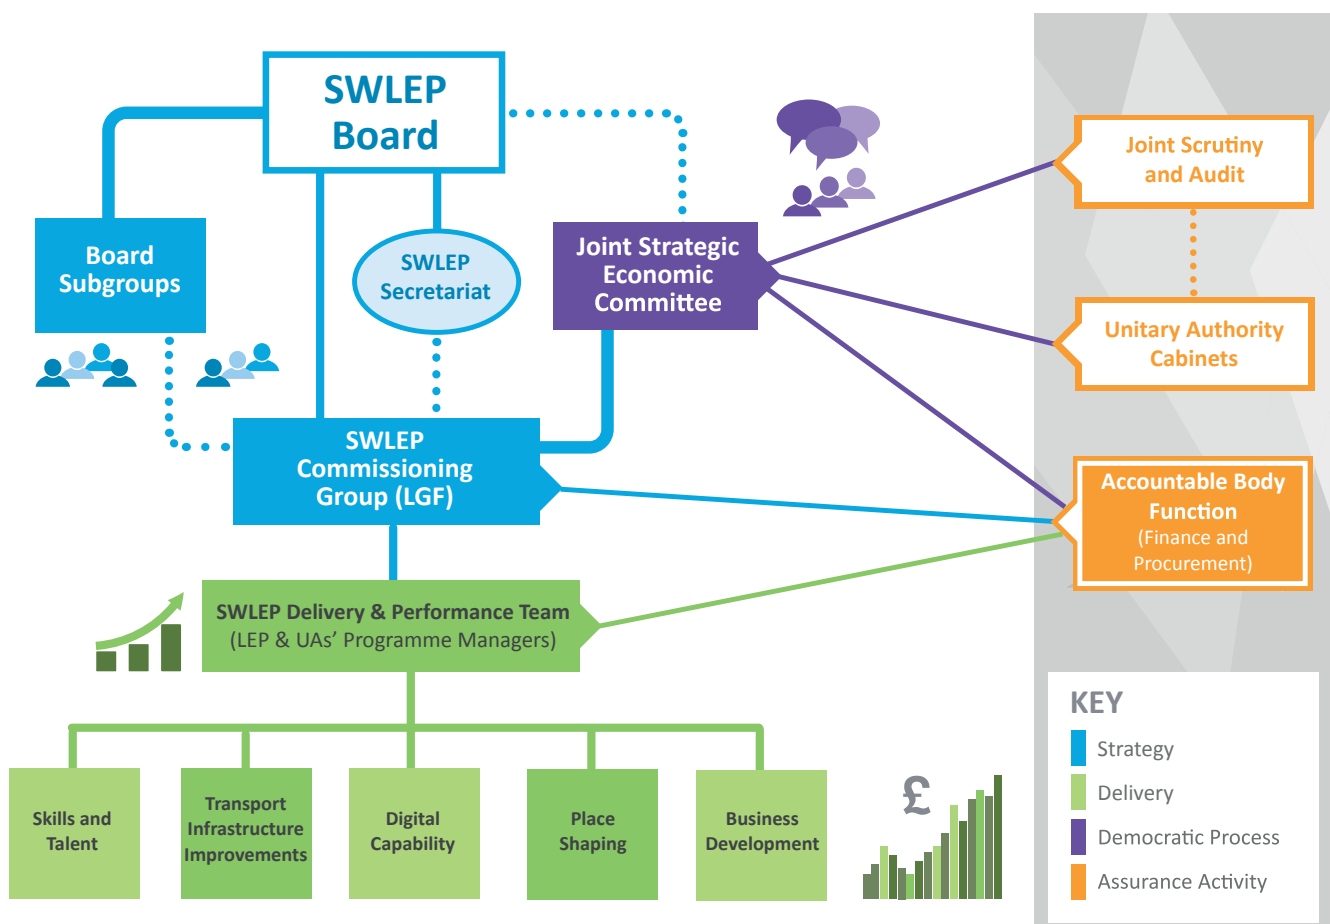 SWLEP
Board
Board
Subgroups
SWLEP
Secretariat
Joint Strategic
Economic
Committee
Joint Scrutiny
and Audit
Unitary Authority
Cabinets
SWLEP
Commissioning
Group (LGF)
Accountable Body
Function
(Finance and
Procurement)
SWLEP Delivery & Performance Team
(LEP & UAs’ Programme Managers)
Skills and
Talent
Transport
Infrastructure
Improvements
Digital
Capability
Place
Shaping
Business
Development
£
KEY
Strategy
Delivery
Democratic Process
Assurance Activity